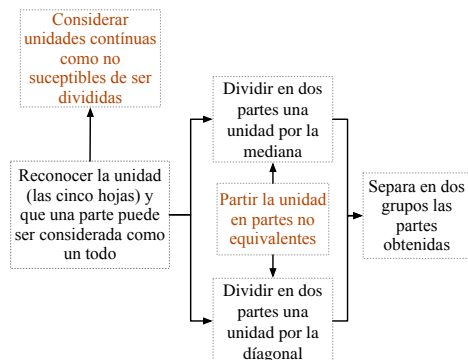 Considerar
unidades contínuas
como no
suceptibles de ser
divididas
Reconocer la unidad
(las cinco hojas) y
que una parte puede
ser considerada como
un todo
Dividir en dos
partes una
unidad por la
mediana
Partir la unidad
en partes no
equivalentes
Dividir en dos
partes una
unidad por la
díagonal
Separa en dos
grupos las
partes
obtenidas